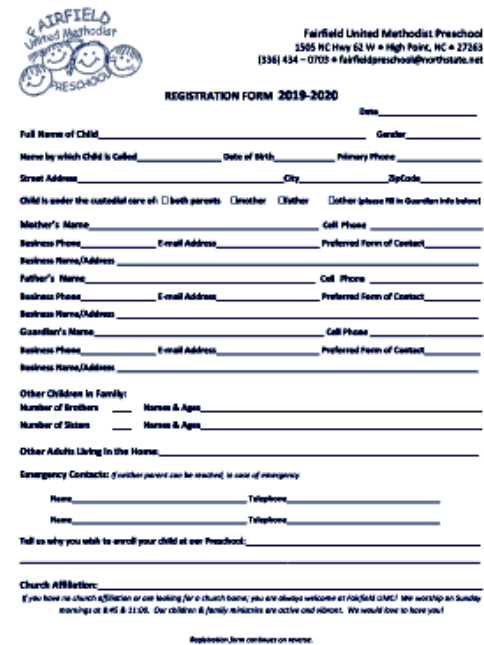 FAIRFIELD
United Methodist
PRESCHOOL
Fairfield United Methodist Preschool
1505 NC Hwy 62 W • High Point, NC • 27263
(336) 434 – 0703 • fairfieldpreschool@northstate.net
REGISTRATION FORM 2019-2020
Date
Full Name of Child Gender
Name by which Child is Called Date of Birth Primary Phone
Street Address City ZipCode
Child is under the custodial care of: ☐ both parents ☐mother ☐father ☐other (please fill in Guardian info below)
Mother's Name Cell Phone
Business Phone E-mail Address Preferred Form of Contact
Business Name/Address
Father's Name Cell Phone
Business Phone E-mail Address Preferred Form of Contact
Business Name/Address
Guardian's Name Cell Phone
Business Phone E-mail Address Preferred Form of Contact
Business Name/Address
Other Children in Family:
Number of Brothers Names & Ages
Number of Sisters Names & Ages
Other Adults Living in the Home:
Emergency Contacts: if neither parent can be reached, in case of emergency
Name Telephone
Name Telephone
Tell us why you wish to enroll your child at our Preschool:
Church Affiliation:
If you have no church affiliation or are looking for a church home, you are always welcome at Fairfield UMC! We worship on Sunday
mornings at 8:45 & 11:00. Our children & family ministries are active and vibrant. We would love to have you!
Registration form continues on reverse.